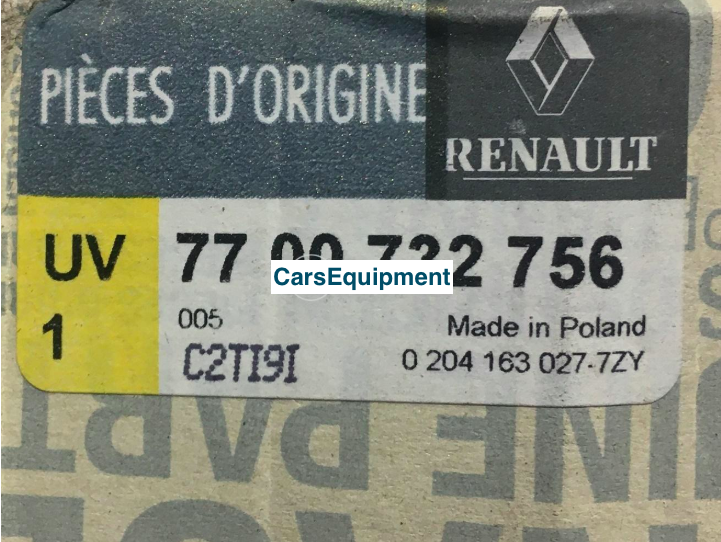 PIÈCES D'ORIGINE
RENAULT
UV 77 00 722 756
CarsEquipment
1
005
Made in Poland
C2TI9I
0 204 163 027-7ZY